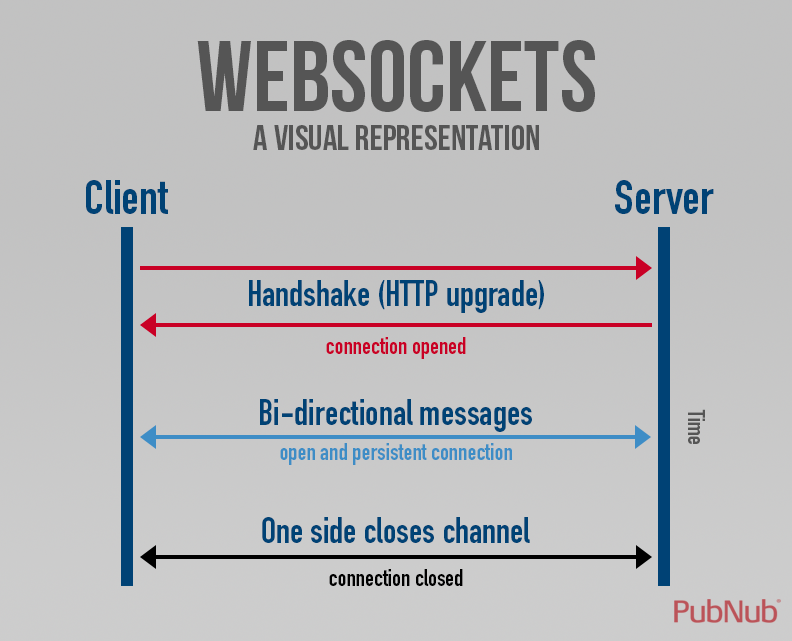 WEBSOCKETS
A VISUAL REPRESENTATION
Client
Server
Handshake (HTTP upgrade)
connection opened
Bi-directional messages
open and persistent connection
Time
One side closes channel
connection closed
PubNub